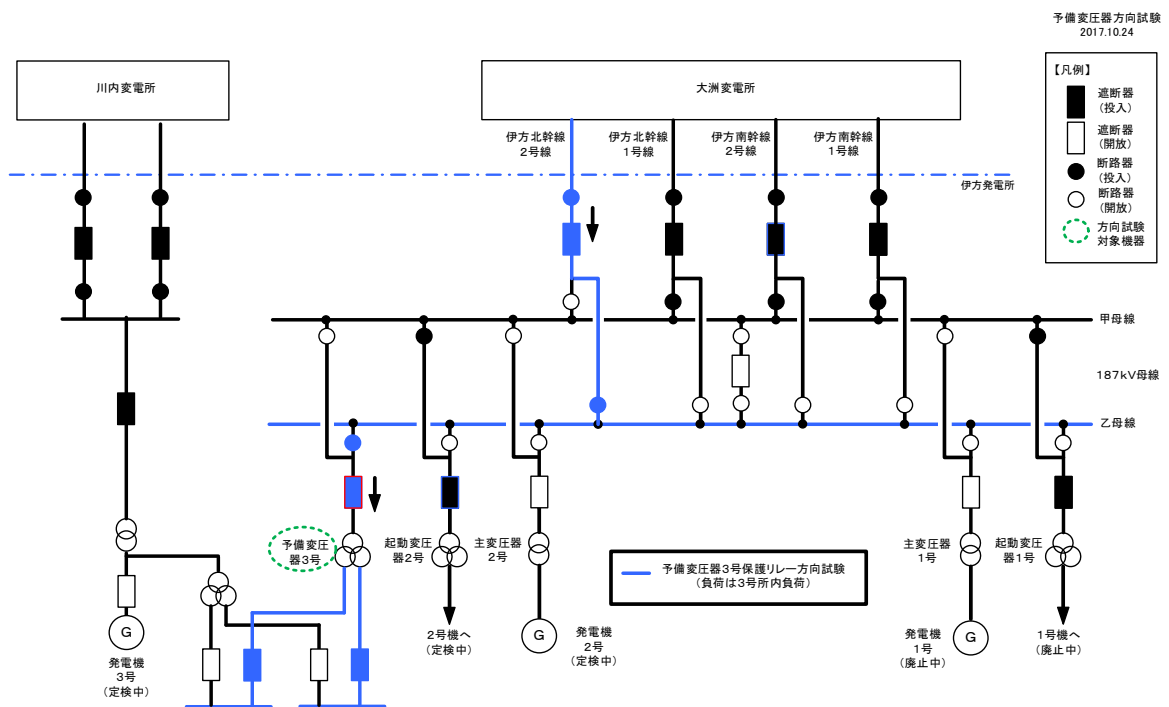 予備変圧器方向試験
2017.10.24
【凡例】
遮断器
(投入)
遮断器
(開放)
断路器
(投入)
断路器
(開放)
方向試験
対象機器
川内変電所
大洲変電所
伊方北幹線
2号線
伊方北幹線
1号線
伊方南幹線
2号線
伊方南幹線
1号線
伊方発電所
甲母線
187kV母線
乙母線
予備変圧
器3号
起動変圧
器2号
主変圧器
2号
主変圧器
1号
起動変圧
器1号
予備変圧器3号保護リレー方向試験
(負荷は3号所内負荷)
G
発電機
3号
(定検中)
2号機へ
(定検中)
G
発電機
2号
(定検中)
発電機
1号
(廃止中)
G
1号機へ
(廃止中)